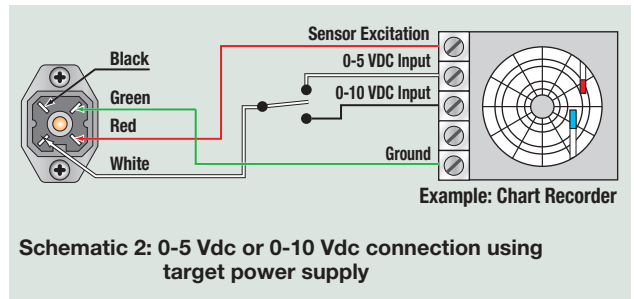 Sensor Excitation
Black
0-5 VDC Input
Green
0-10 VDC Input
Red
White
Ground
Example: Chart Recorder
Schematic 2: 0-5 Vdc or 0-10 Vdc connection using
target power supply